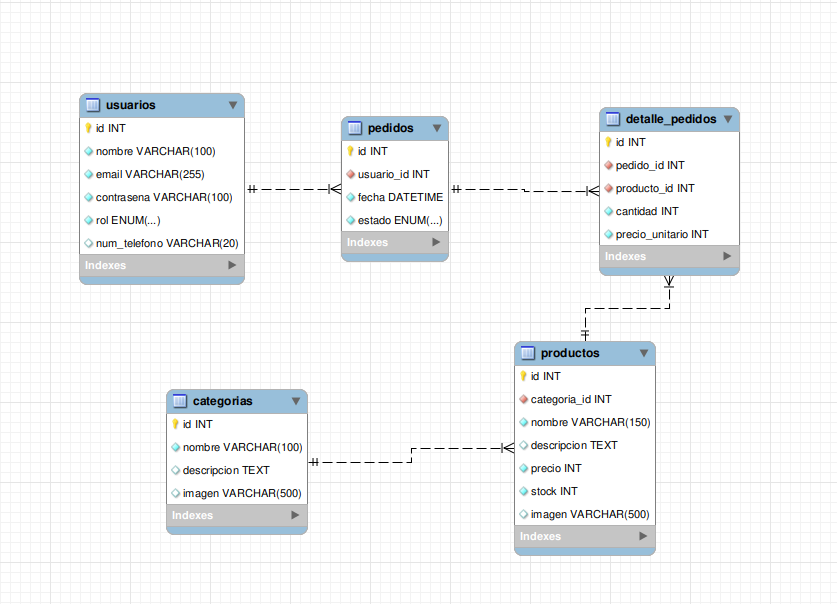 usuarios
id INT
nombre VARCHAR(100)
email VARCHAR(255)
contrasena VARCHAR(100)
rol ENUM(...)
num_telefono VARCHAR(20)
Indexes
pedidos
id INT
usuario_id INT
fecha DATETIME
estado ENUM(...)
Indexes
detalle_pedidos
id INT
pedido_id INT
producto_id INT
cantidad INT
precio_unitario INT
Indexes
categorias
id INT
nombre VARCHAR(100)
descripcion TEXT
imagen VARCHAR(500)
Indexes
productos
id INT
categoria_id INT
nombre VARCHAR(150)
descripcion TEXT
precio INT
stock INT
imagen VARCHAR(500)
Indexes